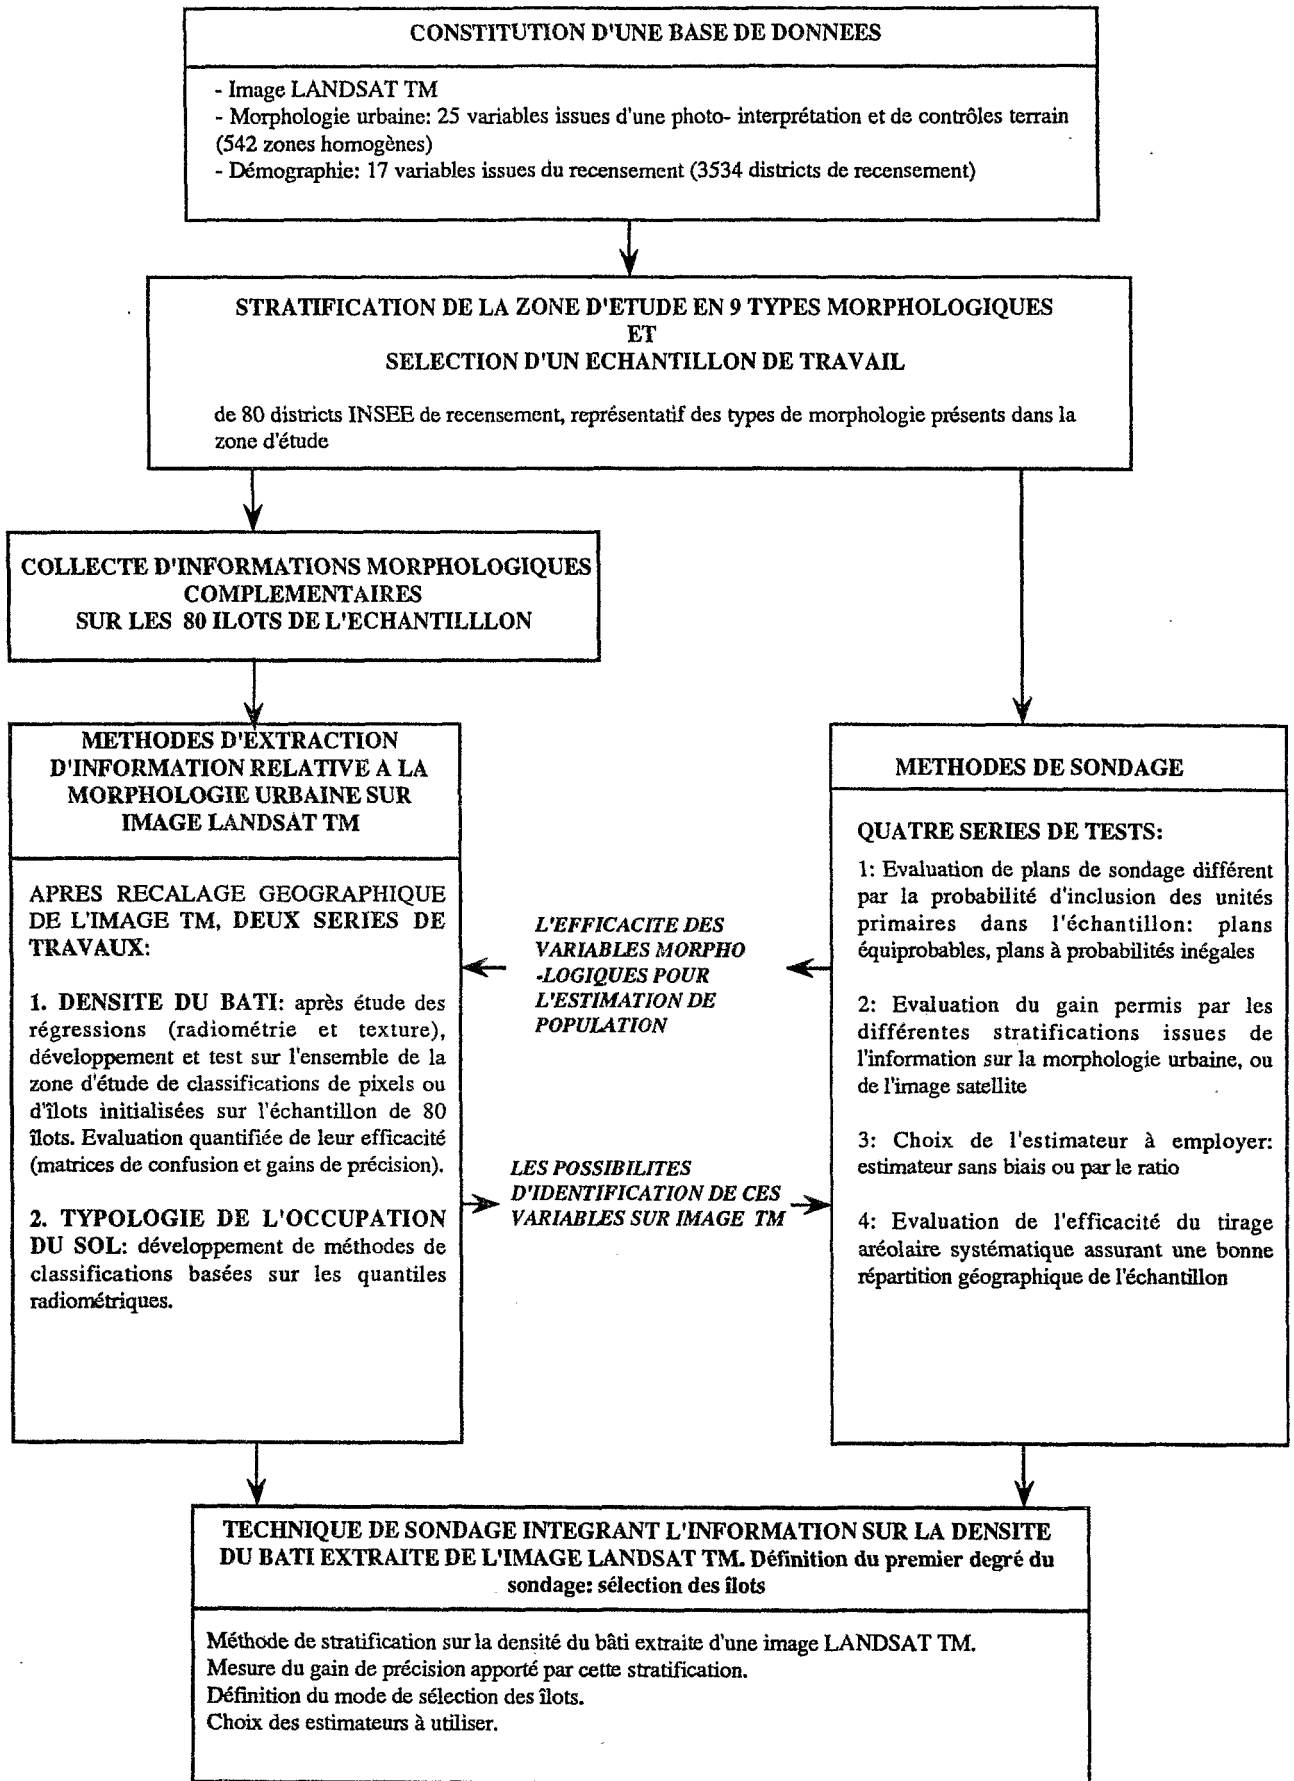 CONSTITUTION D'UNE BASE DE DONNEES
- Image LANDSAT TM
- Morphologie urbaine: 25 variables issues d'une photo- interprétation et de contrôles terrain
(542 zones homogènes)
- Démographie: 17 variables issues du recensement (3534 districts de recensement)
STRATIFICATION DE LA ZONE D'ETUDE EN 9 TYPES MORPHOLOGIQUES
ET
SELECTION D'UN ECHANTILLON DE TRAVAIL
de 80 districts INSEE de recensement, représentatif des types de morphologie présents dans la
zone d'étude
COLLECTE D'INFORMATIONS MORPHOLOGIQUES
COMPLEMENTAIRES
SUR LES 80 ILOTS DE L'ECHANTILLLON
METHODES D'EXTRACTION
D'INFORMATION RELATIVE A LA
MORPHOLOGIE URBAINE SUR
IMAGE LANDSAT TM
APRES RECALAGE GEOGRAPHIQUE
DE L'IMAGE TM, DEUX SERIES DE
TRAVAUX:
1. DENSITE DU BATI: après étude des
régressions (radiométrie et texture),
développement et test sur l'ensemble de la
zone d'étude de classifications de pixels ou
d'îlots initialisées sur l'échantillon de 80
îlots. Evaluation quantifiée de leur efficacité
(matrices de confusion et gains de précision).
2. TYPOLOGIE DE L'OCCUPATION
DU SOL: développement de méthodes de
classifications basées sur les quantiles
radiométriques.
L'EFFICACITE DES
VARIABLES MORPHO
-LOGIQUES POUR
L'ESTIMATION DE
POPULATION
LES POSSIBILITES
D'IDENTIFICATION DE CES
VARIABLES SUR IMAGE TM
METHODES DE SONDAGE
QUATRE SERIES DE TESTS:
1: Evaluation de plans de sondage différent
par la probabilité d'inclusion des unités
primaires dans l'échantillon: plans
équiprobables, plans à probabilités inégales
2: Evaluation du gain permis par les
différentes stratifications issues de
l'information sur la morphologie urbaine, ou
de l'image satellite
3: Choix de l'estimateur à employer:
estimateur sans biais ou par le ratio
4: Evaluation de l'efficacité du tirage
aréolaire systématique assurant une bonne
répartition géographique de l'échantillon
TECHNIQUE DE SONDAGE INTEGRANT L'INFORMATION SUR LA DENSITE
DU BATI EXTRAITE DE L'IMAGE LANDSAT TM. Définition du premier degré du
sondage: sélection des îlots
Méthode de stratification sur la densité du bâti extraite d'une image LANDSAT TM.
Mesure du gain de précision apporté par cette stratification.
Définition du mode de sélection des îlots.
Choix des estimateurs à utiliser.